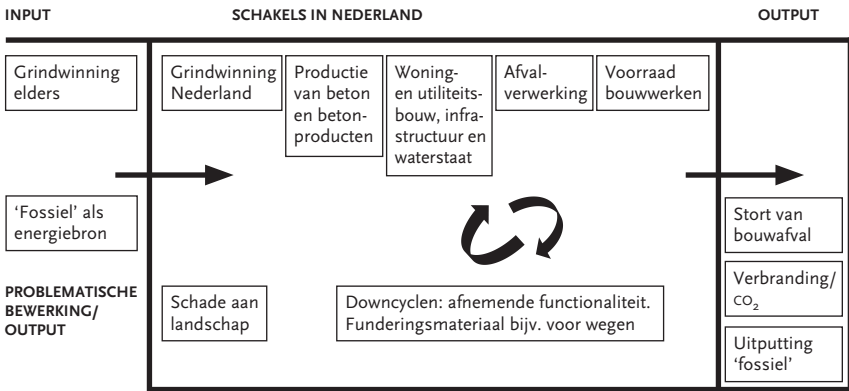 INPUT
SCHAKELS IN NEDERLAND
OUTPUT
Grindwinning
elders
Grindwinning
Nederland
Productie
van beton
en beton-
producten
Woning-
en utiliteits-
bouw, infra-
structuur en
waterstaat
Afval-
verwerking
Voorraad
bouwwerken
'Fossiel' als
energiebron
Stort van
bouwafval
PROBLEMATISCHE
BEWERKING/
OUTPUT
Schade aan
landschap
Downcyclen: afnemende functionaliteit.
Funderingsmateriaal bijv. voor wegen
Verbranding/
CO₂
Uitputting
'fossiel'